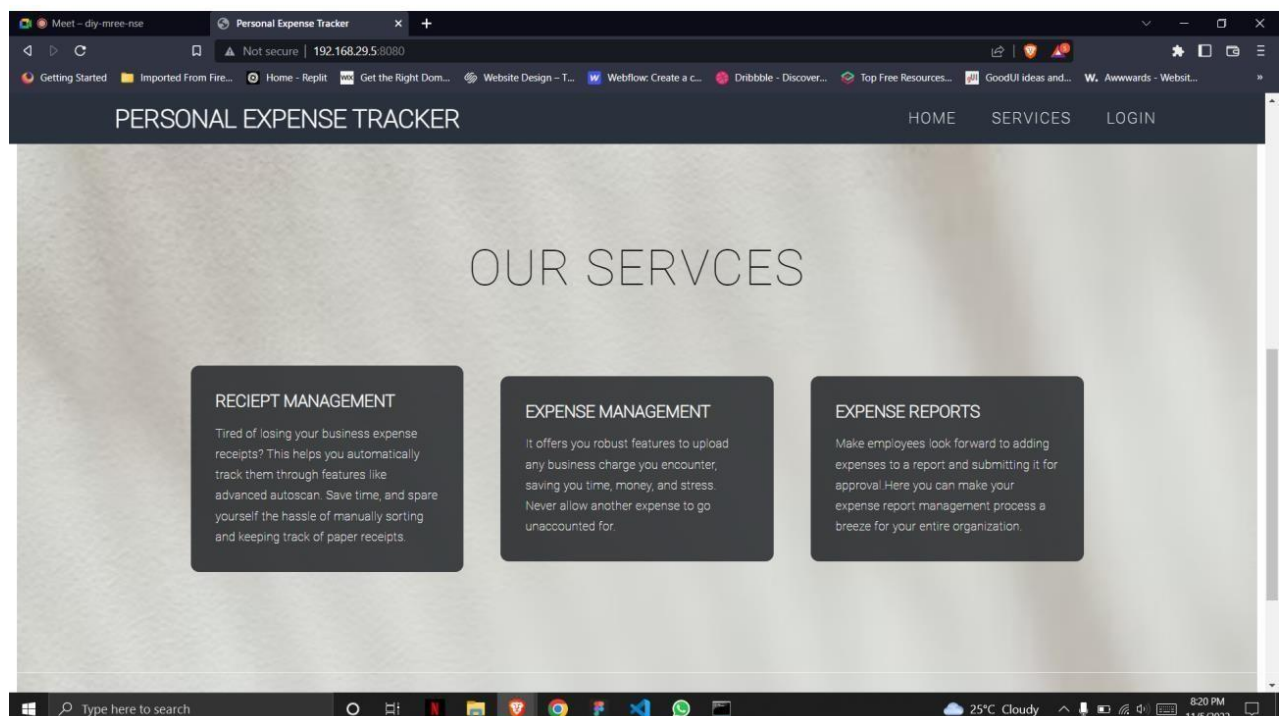 Meet – diy-mree-nse
Personal Expense Tracker
Not secure | 192.168.29.5:8080
Getting Started
Imported From Fire...
Home - Replit
Get the Right Dom...
Website Design – T...
Webflow: Create a c...
Dribbble - Discover...
Top Free Resources...
GoodUI ideas and...
W. Awwwards - Websit...
PERSONAL EXPENSE TRACKER
HOME
SERVICES
LOGIN
OUR SERVCES
RECIEPT MANAGEMENT
Tired of losing your business expense
receipts? This helps you automatically
track them through features like
advanced autoscan. Save time, and spare
yourself the hassle of manually sorting
and keeping track of paper receipts.
EXPENSE MANAGEMENT
It offers you robust features to upload
any business charge you encounter,
saving you time, money, and stress.
Never allow another expense to go
unaccounted for.
EXPENSE REPORTS
Make employees look forward to adding
expenses to a report and submitting it for
approval.Here you can make your
expense report management process a
breeze for your entire organization.
Type here to search
25°C Cloudy
8:20 PM